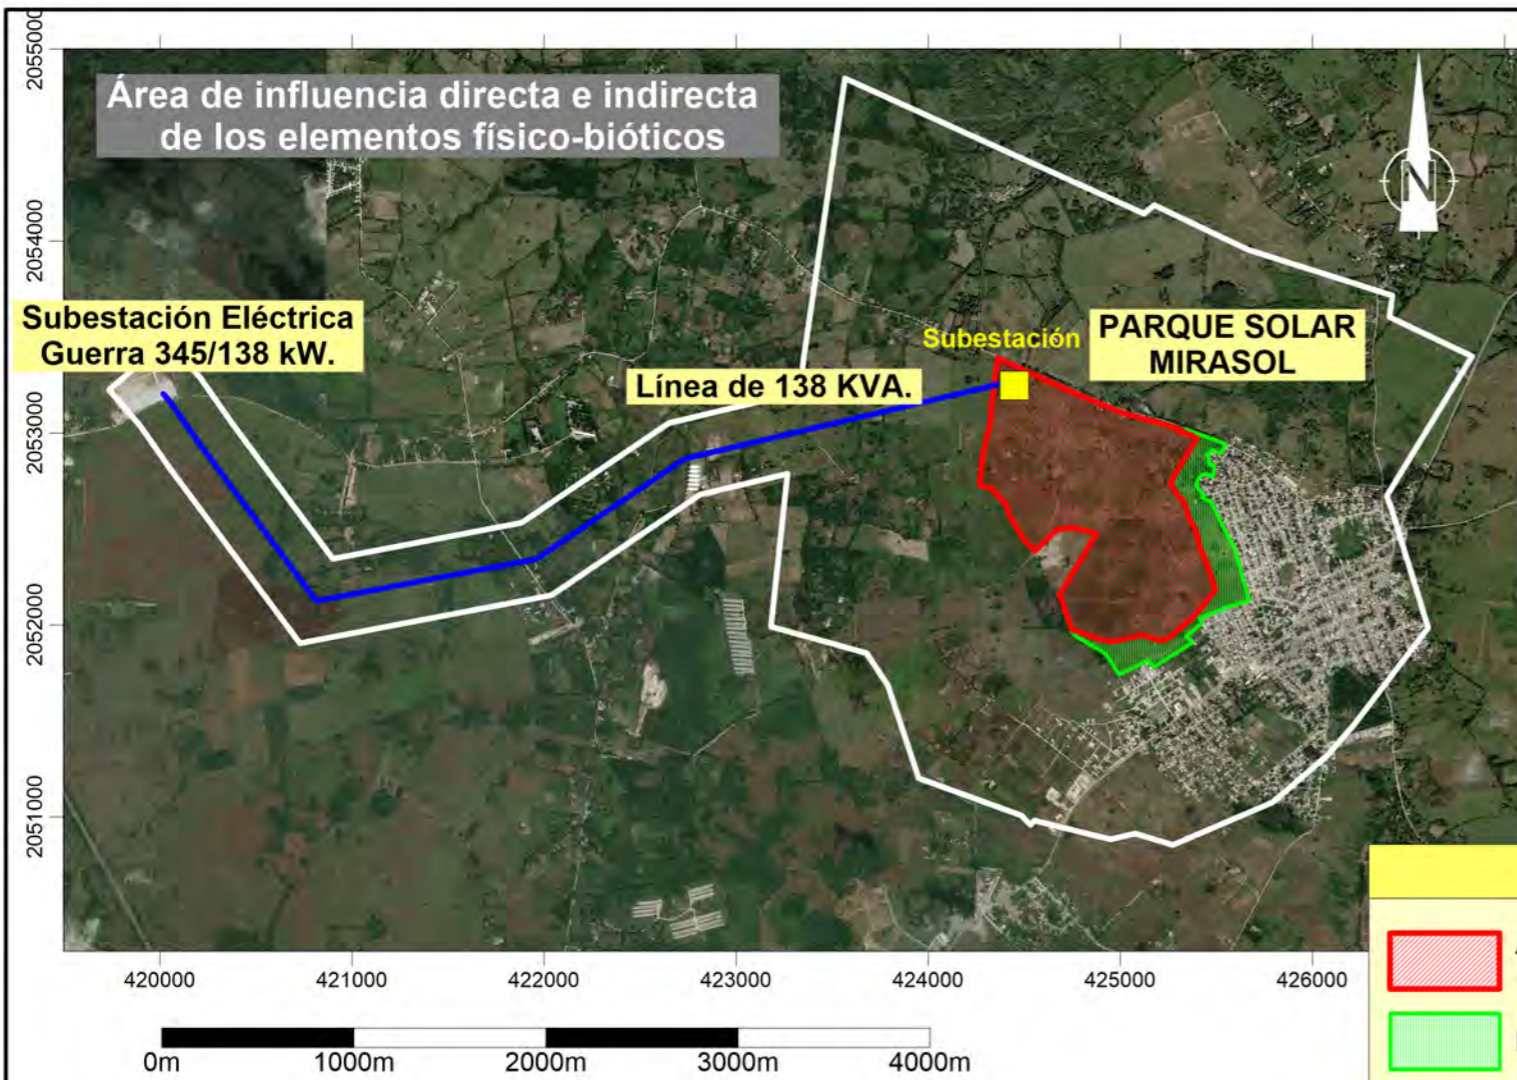 Área de influencia directa e indirecta
de los elementos físico-bióticos
N
Subestación Eléctrica
Guerra 345/138 kW.
Línea de 138 KVA.
Subestación
PARQUE SOLAR
MIRASOL
2055000
2054000
2053000
2052000
2051000
420000
421000
422000
423000
424000
425000
426000
0m
1000m
2000m
3000m
4000m